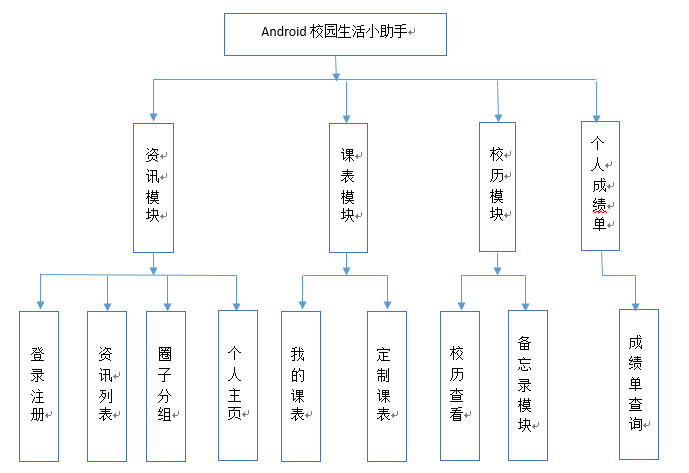 Android 校园生活小助手
资讯模块
课表模块
校历模块
个人成绩单
登录注册
资讯列表
圈子分组
个人主页
我的课表
定制课表
校历查看
备忘录模块
成绩单查询